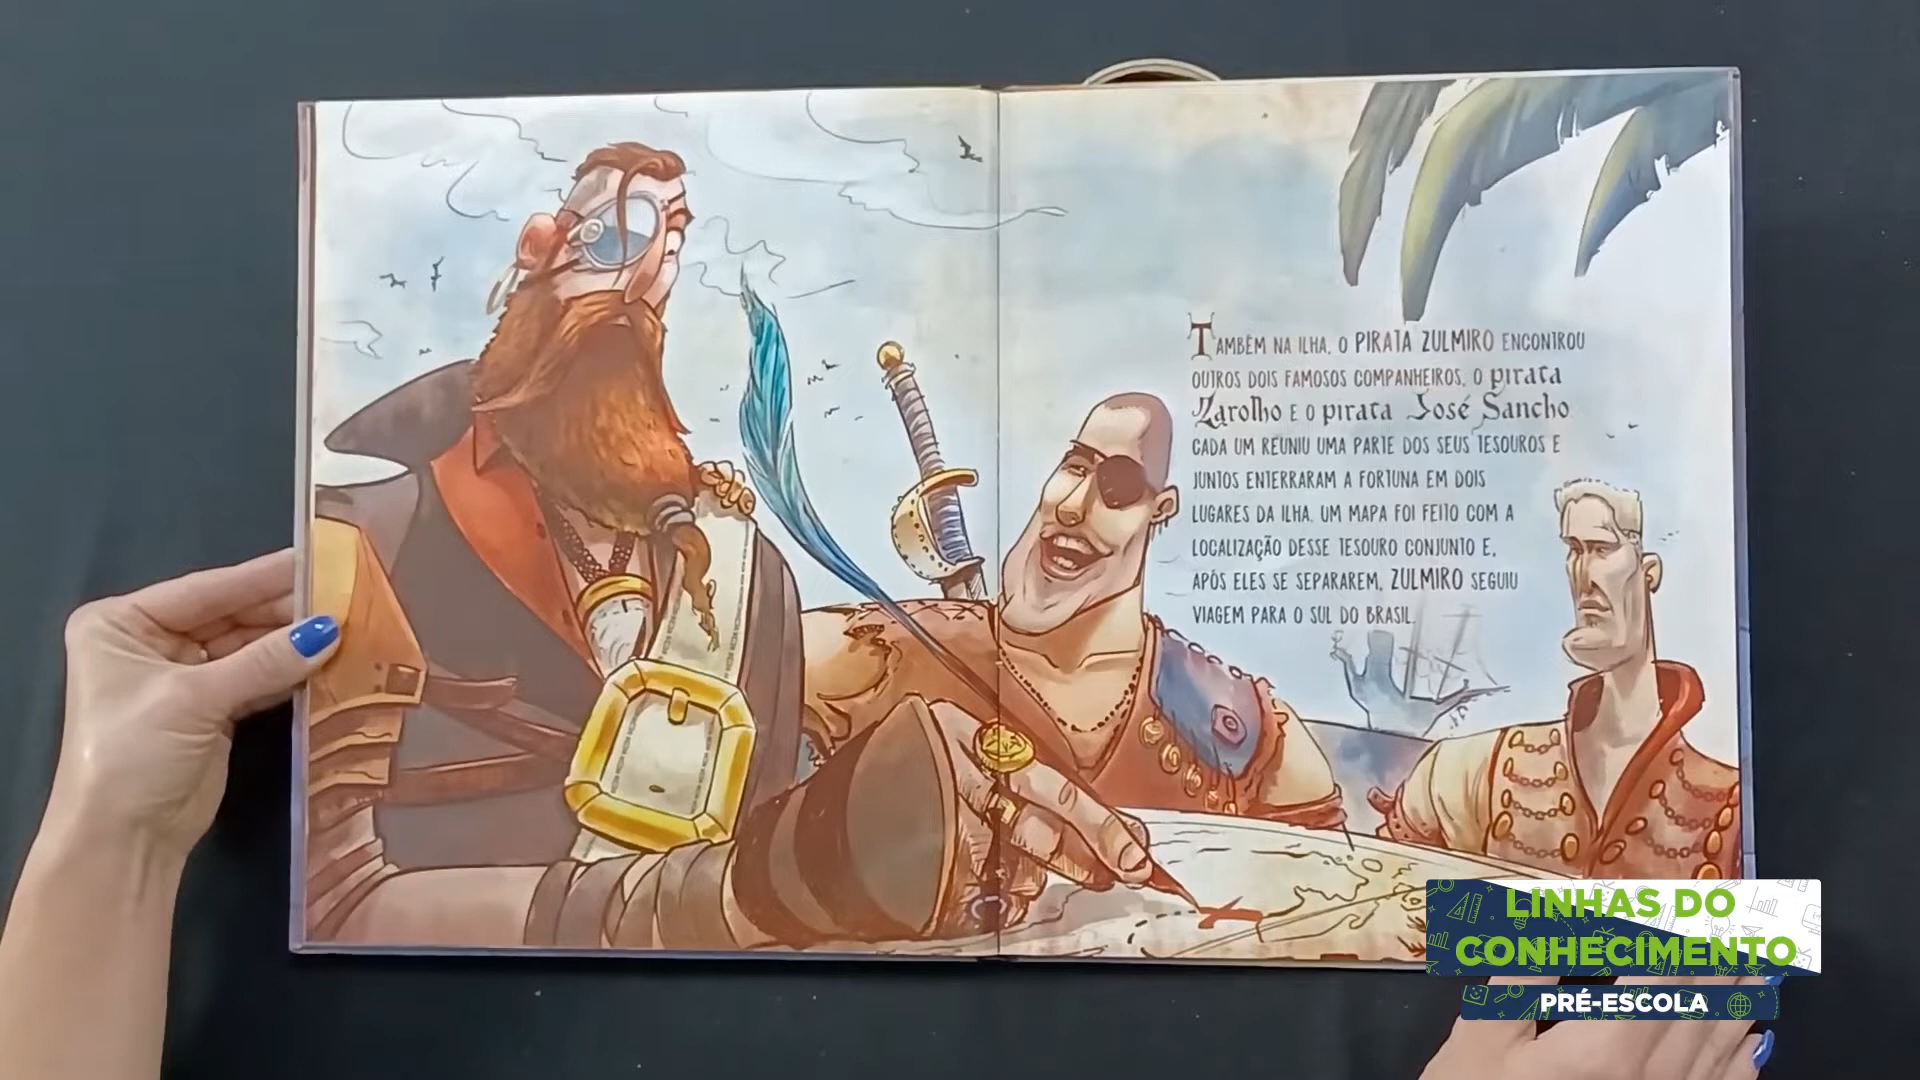 TAMBÉM NA ILHA, O PIRATA ZULMIRO ENCONTROU
OUTROS DOIS FAMOSOS COMPANHEIROS, O pirata
Zarolho E O pirata José Sancho
CADA UM REUNIU UMA PARTE DOS SEUS TESOUROS E
JUNTOS ENTERRARAM A FORTUNA EM DOIS
LUGARES DA ILHA. UM MAPA FOI FEITO COM A
LOCALIZAÇÃO DESSE TESOURO CONJUNTO E,
APÓS ELES SE SEPARAREM, ZULMIRO SEGUIU
VIAGEM PARA O SUL DO BRASIL.
LINHAS DO
CONHECIMENTO
PRÉ-ESCOLA